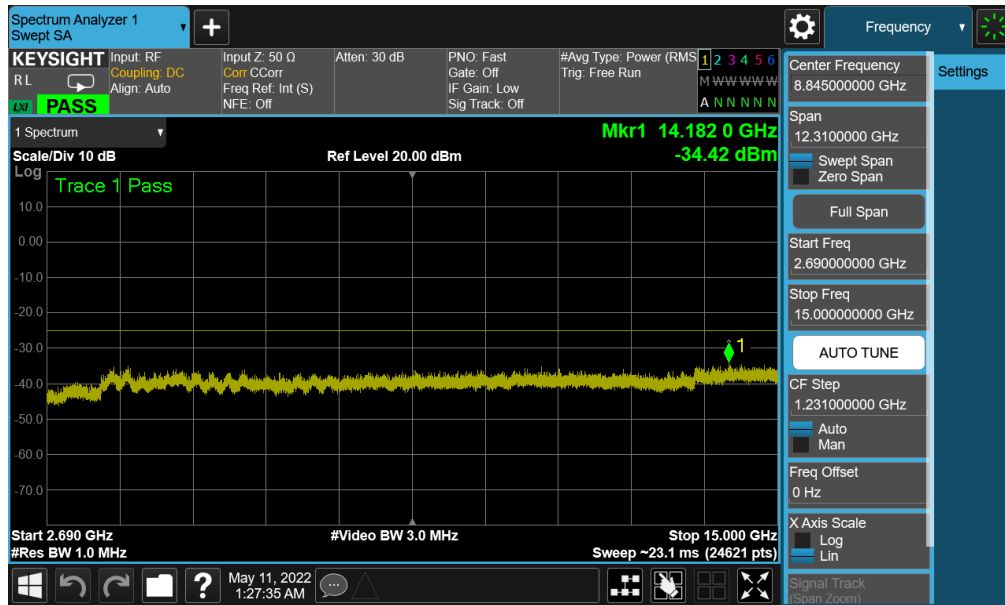 Spectrum Analyzer 1
Swept SA
+
Frequency
KEYSIGHT
R L
LXI
PASS
Input: RF
Coupling: DC
Align: Auto
Input Z: 50 Ω
Corr CCorr
Freq Ref: Int (S)
NFE: Off
Atten: 30 dB
PNO: Fast
Gate: Off
IF Gain: Low
Sig Track: Off
#Avg Type: Power (RMS
Trig: Free Run
1 2 3 4 5 6
M W W W W W
A N N N N N
1 Spectrum
Mkr1 14.182 0 GHz
Scale/Div 10 dB
Ref Level 20.00 dBm
-34.42 dBm
Log
Trace 1 Pass
10.0
0.00
-10.0
-20.0
-30.0
1
-40.0
-50.0
-60.0
-70.0
Start 2.690 GHz
#Video BW 3.0 MHz
Stop 15.000 GHz
#Res BW 1.0 MHz
Sweep ~23.1 ms (24621 pts)
Center Frequency
8.845000000 GHz
Span
12.3100000 GHz
Swept Span
Zero Span
Full Span
Start Freq
2.690000000 GHz
Stop Freq
15.000000000 GHz
AUTO TUNE
CF Step
1.231000000 GHz
Auto
Man
Freq Offset
0 Hz
X Axis Scale
Log
Lin
Signal Track
(Span Zoom)
Settings
?
May 11, 2022
1:27:35 AM